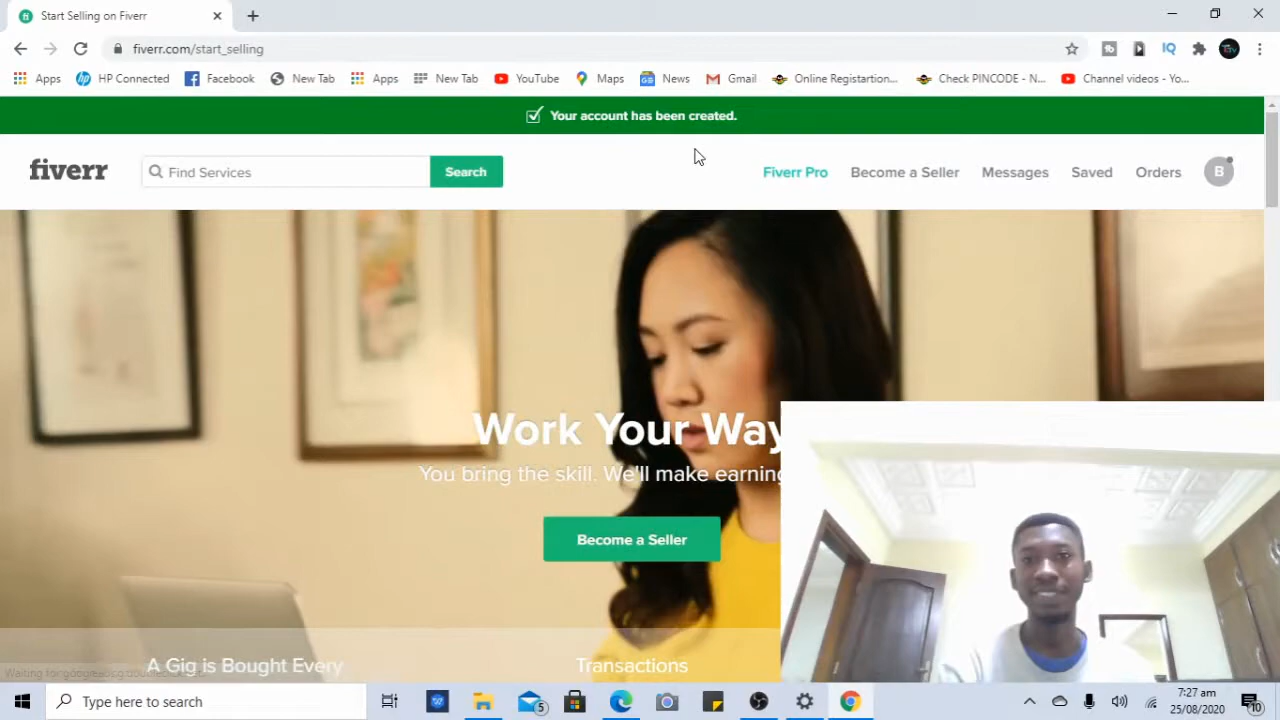 Start Selling on Fiverr
fiverr.com/start_selling
Apps HP Connected Facebook New Tab Apps New Tab YouTube Maps News Gmail Online Registartion... Check PINCODE - N... Channel videos - Yo...
Your account has been created.
fiverr Find Services Search Fiverr Pro Become a Seller Messages Saved Orders B
Work Your Way
You bring the skill. We'll make earning
Become a Seller
A Gig is Bought Every Transactions
Type here to search 5 7:27 am
25/08/2020 10